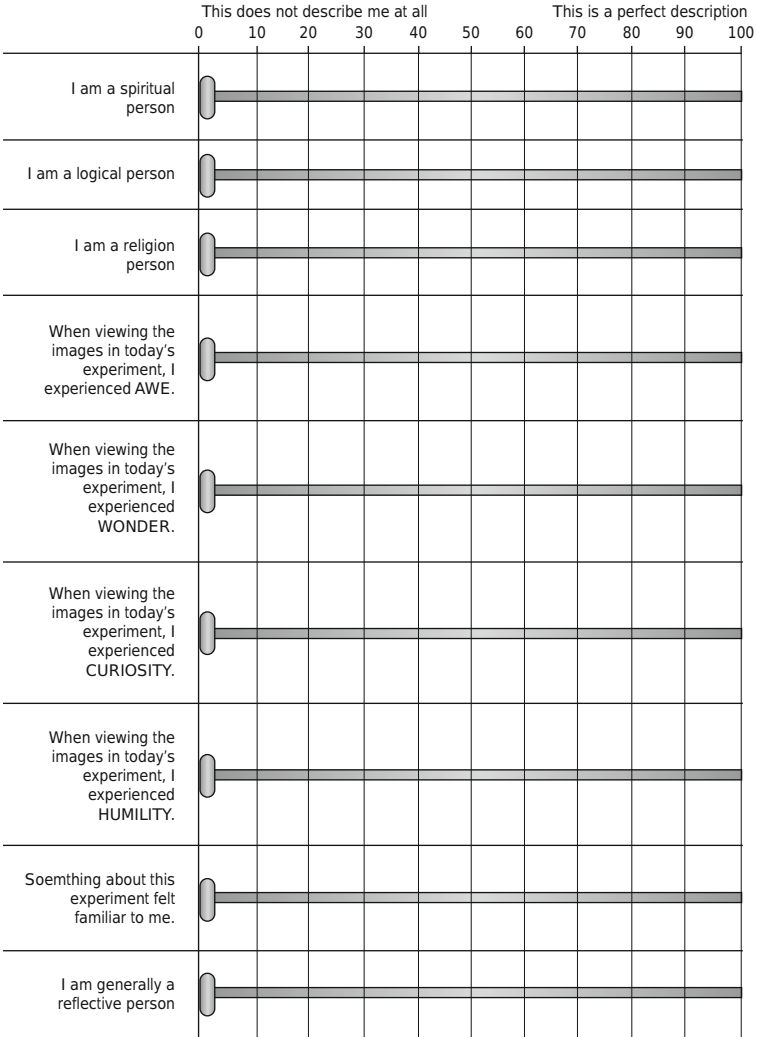 This does not describe me at all This is a perfect description
0 10 20 30 40 50 60 70 80 90 100
I am a spiritual
person
I am a logical person
I am a religion
person
When viewing the
images in today's
experiment, I
experienced AWE.
When viewing the
images in today's
experiment, I
experienced
WONDER.
When viewing the
images in today's
experiment, I
experienced
CURIOSITY.
When viewing the
images in today's
experiment, I
experienced
HUMILITY.
Soemthing about this
experiment felt
familiar to me.
I am generally a
reflective person